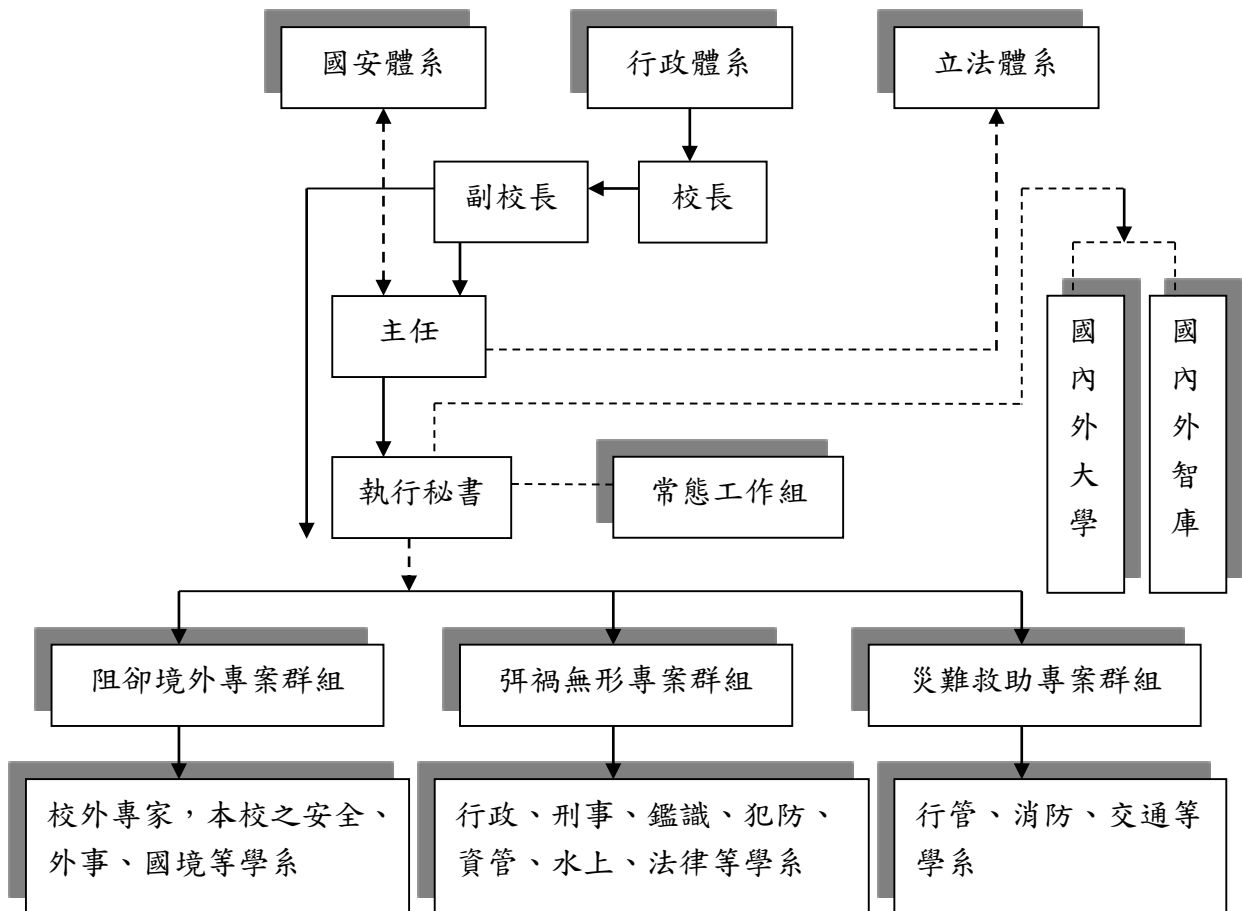 國安體系
行政體系
立法體系
副校長
校長
主任
國內外大學
國內外智庫
執行秘書
常態工作組
阻卻境外專案群組
弭禍無形專案群組
災難救助專案群組
校外專家，本校之安全、
外事、國境等學系
行政、刑事、鑑識、犯防、
資管、水上、法律等學系
行管、消防、交通等
學系